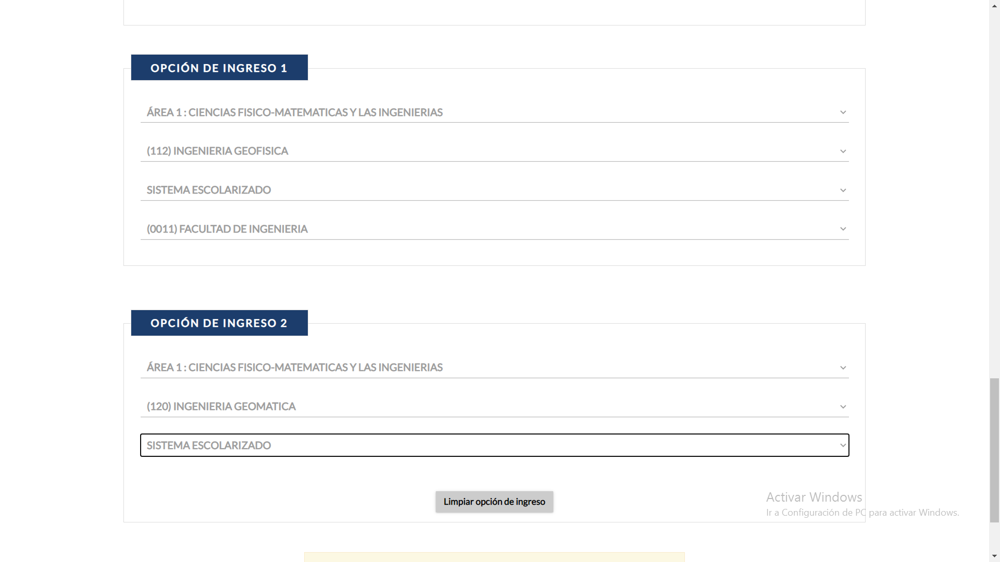 OPCIÓN DE INGRESO 1
ÁREA 1 : CIENCIAS FISICO-MATEMATICAS Y LAS INGENIERIAS
(112) INGENIERIA GEOFISICA
SISTEMA ESCOLARIZADO
(0011) FACULTAD DE INGENIERIA
OPCIÓN DE INGRESO 2
ÁREA 1 : CIENCIAS FISICO-MATEMATICAS Y LAS INGENIERIAS
(120) INGENIERIA GEOMATICA
SISTEMA ESCOLARIZADO
Limpiar opción de ingreso
Activar Windows
Ir a Configuración de PC para activar Windows.